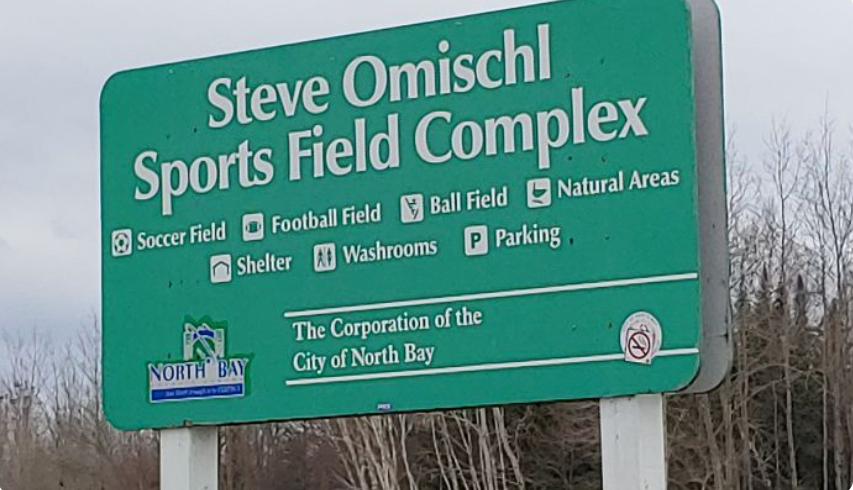 Steve Omischl
Sports Field Complex
Soccer Field Football Field Ball Field Natural Areas
Shelter Washrooms P Parking
The Corporation of the
City of North Bay
NORTH BAY